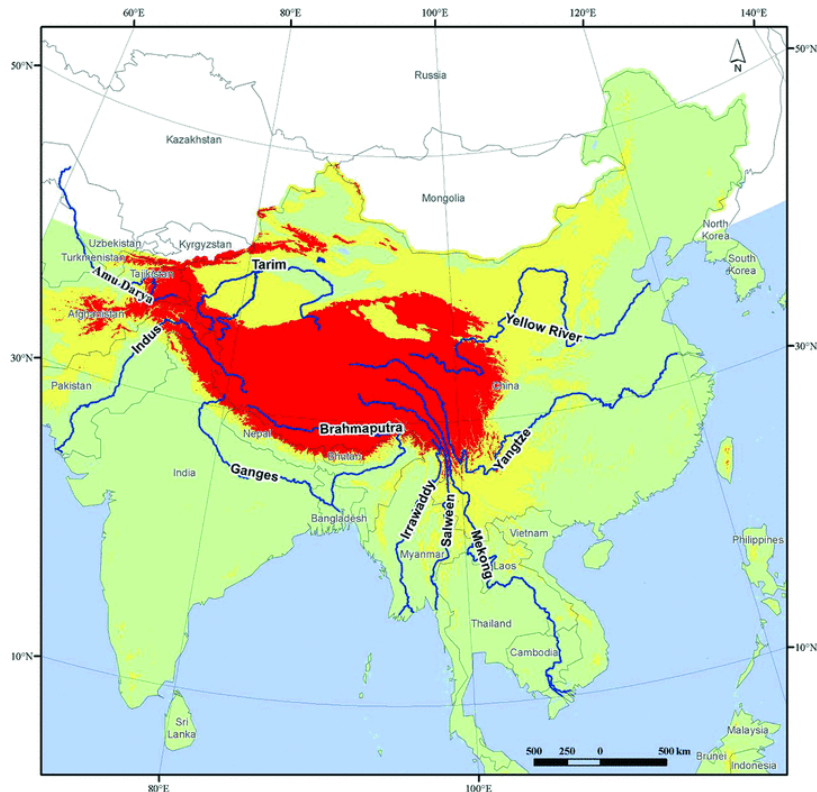 60°E
80°E
100°E
120°E
140°E
50°N
50°N
N
Russia
Kazakhstan
Mongolia
North
Korea
South
Korea
Uzbekistan
Kyrgyzstan
Turkmenistan
Tajikistan
Tarim
Amu Darya
Afghanistan
Indus
Yellow River
30°N
30°N
Pakistan
China
Nepal
Brahmaputra
Yangtze
Bhutan
India
Ganges
Bangladesh
Irrawaddy
Salween
Mekong
Myanmar
Vietnam
Laos
Philippines
Thailand
Cambodia
10°N
10°N
Sri
Lanka
Malaysia
Brunei
Indonesia
500 250 0 500 km
80°E
100°E